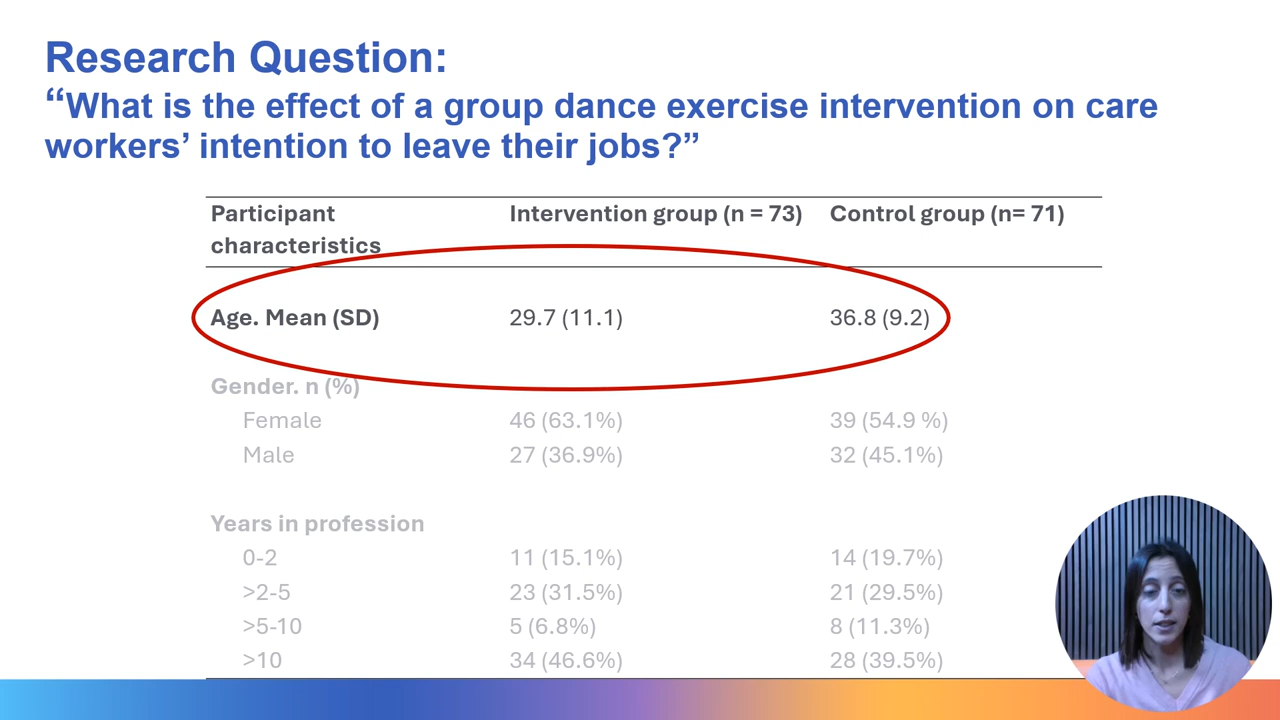 Research Question:
“What is the effect of a group dance exercise intervention on care
workers’ intention to leave their jobs?”
Participant characteristics Intervention group (n = 73) Control group (n= 71)
Age. Mean (SD) 29.7 (11.1) 36.8 (9.2)
Gender. n (%)
Female 46 (63.1%) 39 (54.9 %)
Male 27 (36.9%) 32 (45.1%)
Years in profession
0-2 11 (15.1%) 14 (19.7%)
>2-5 23 (31.5%) 21 (29.5%)
>5-10 5 (6.8%) 8 (11.3%)
>10 34 (46.6%) 28 (39.5%)